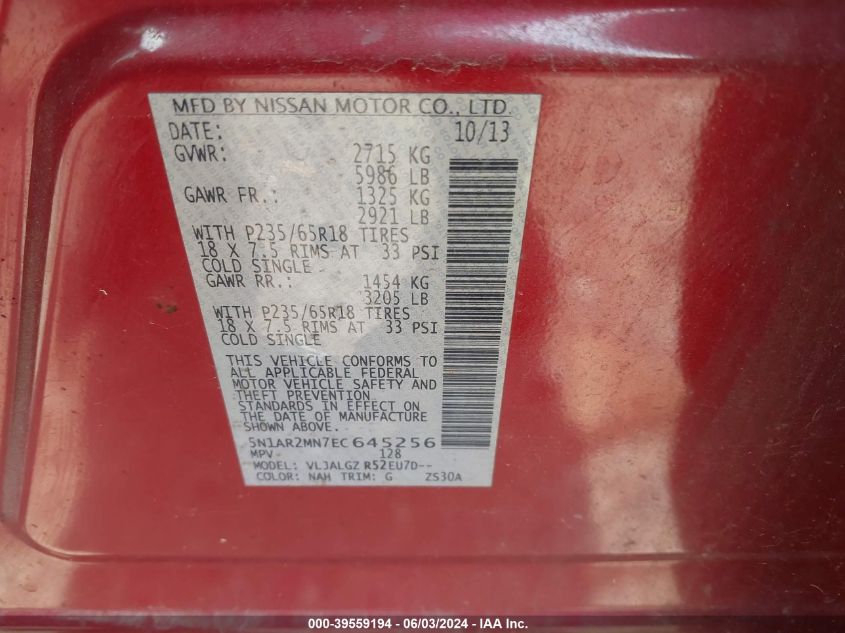 MFD BY NISSAN MOTOR CO., LTD
DATE: 10/13
GVWR: 2715 KG
5986 LB
GAWR FR.: 1325 KG
2921 LB
WITH P235/65R18 TIRES
18 X 7.5 RIMS AT 33 PSI
COLD SINGLE
GAWR RR.: 1454 KG
3205 LB
WITH P235/65R18 TIRES
18 X 7.5 RIMS AT 33 PSI
COLD SINGLE
THIS VEHICLE CONFORMS TO
ALL APPLICABLE FEDERAL
MOTOR VEHICLE SAFETY AND
THEFT PREVENTION
STANDARDS IN EFFECT ON
THE DATE OF MANUFACTURE
SHOWN ABOVE.
5N1AR2MN7EC645256
MPV 128
MODEL: VLJALGZ R52EU7D--
COLOR: NAH TRIM: G ZS30A
000-39559194 - 06/03/2024 - IAA Inc.